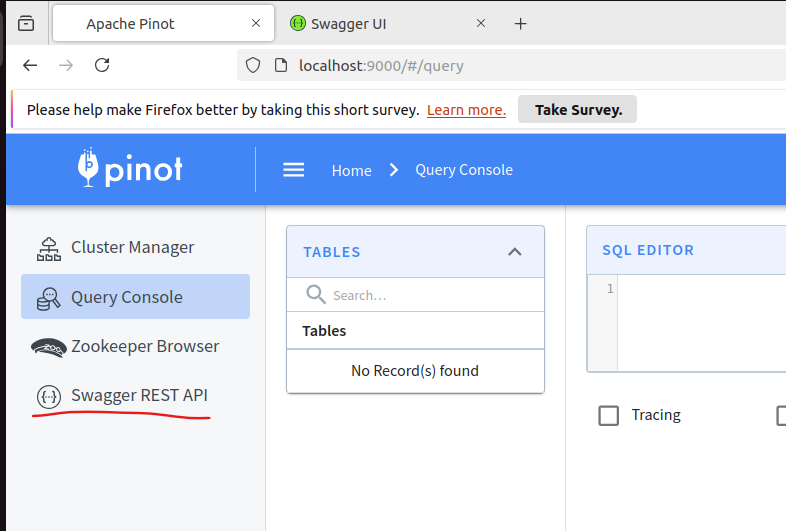 Apache Pinot
Swagger UI
localhost:9000/#/query
Please help make Firefox better by taking this short survey. Learn more. Take Survey.
pinot
Home
Query Console
Cluster Manager
Query Console
Zookeeper Browser
Swagger REST API
TABLES
Search…
Tables
No Record(s) found
SQL EDITOR
1
Tracing